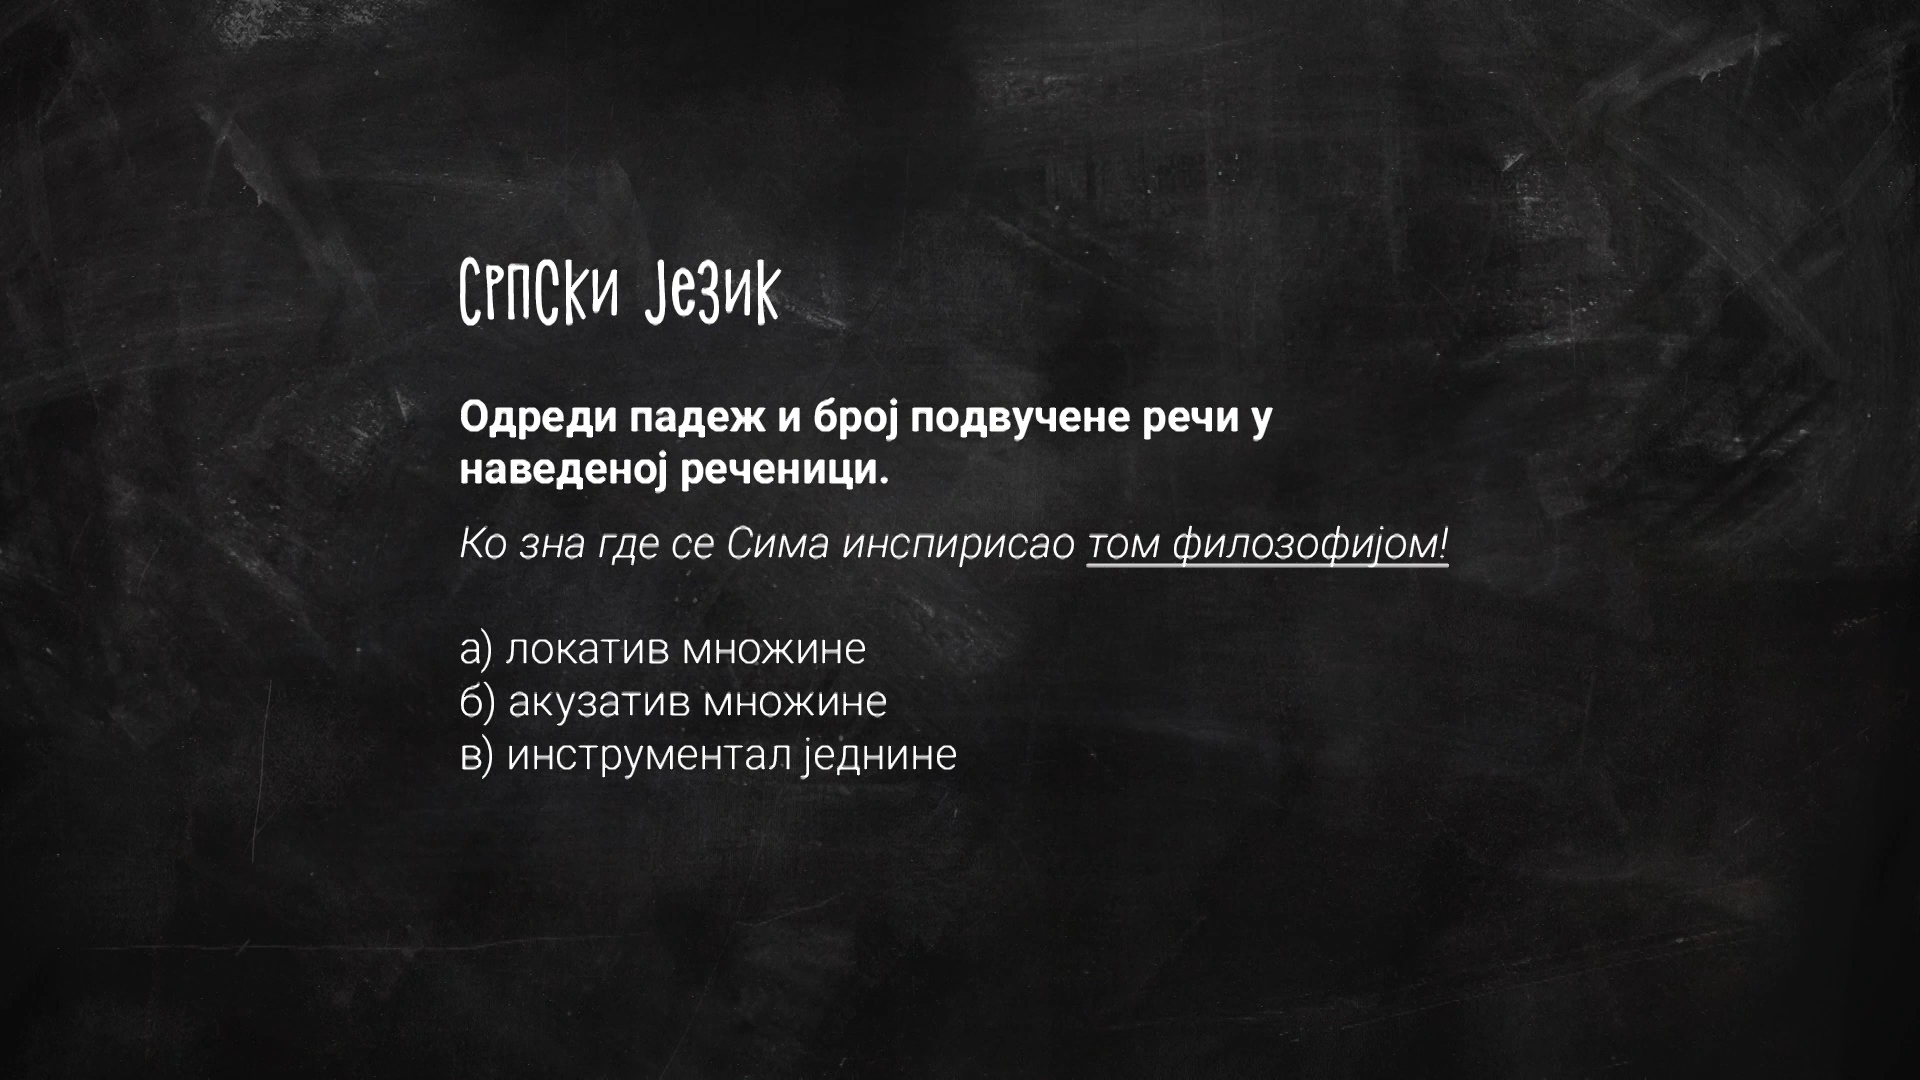 Српски језик
Одреди падеж и број подвучене речи у
наведеној реченици.
Ко зна где се Сима инспирисао том филозофијом!
а) локатив множине
б) акузатив множине
в) инструментал једнине